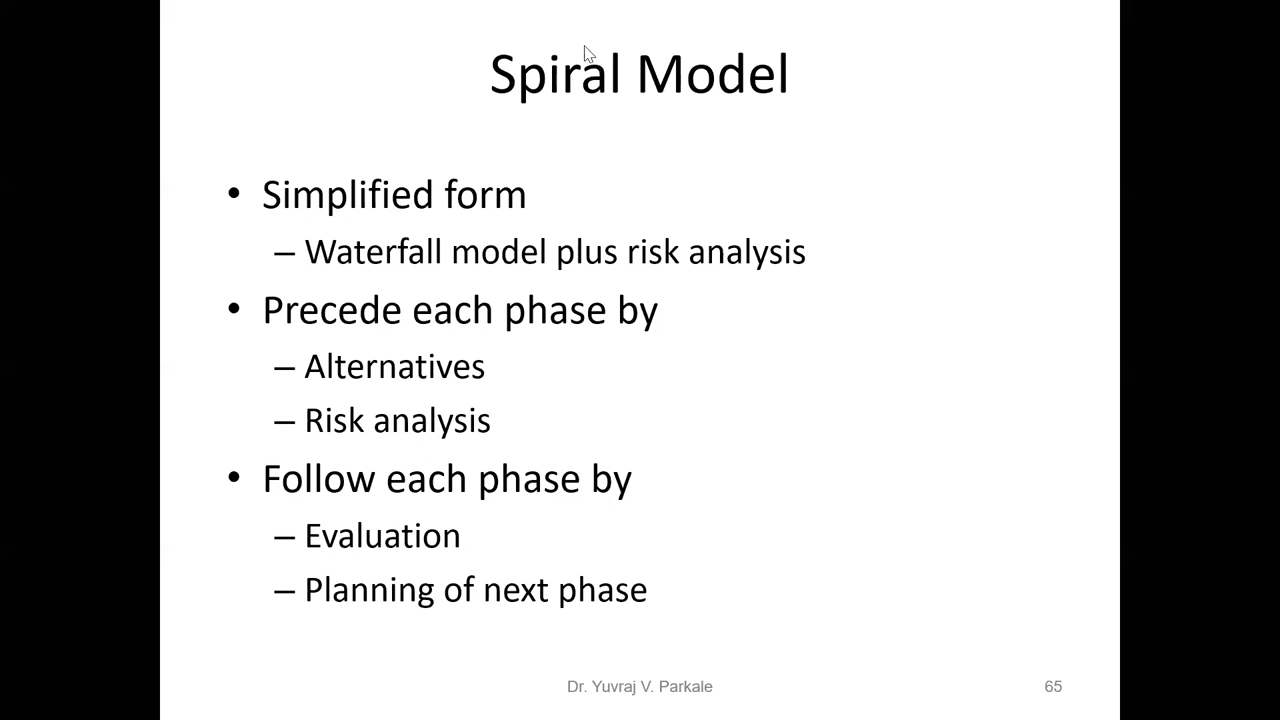 Spiral Model
• Simplified form
– Waterfall model plus risk analysis
• Precede each phase by
– Alternatives
– Risk analysis
• Follow each phase by
– Evaluation
– Planning of next phase
Dr. Yuvraj V. Parkale
65